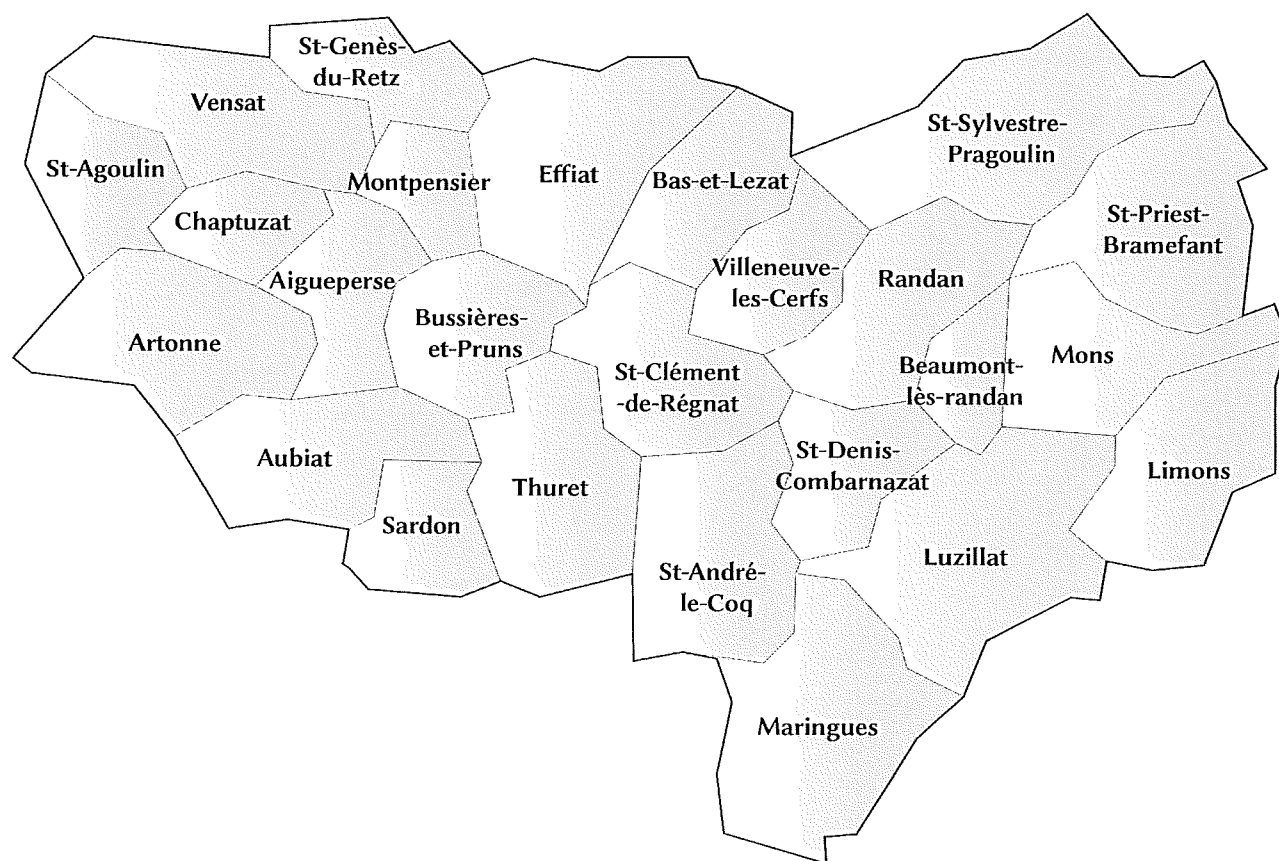 St-Genès-
du-Retz
Vensat
St-Agoulin
Montpensier
Effiat
Bas-et-Lezat
St-Sylvestre-
Pragoulin
Chaptuzat
St-Priest-
Bramefant
Aigueperse
Villeneuve-
les-Cerfs
Randan
Artonne
Bussières-
et-Pruns
St-Clément
-de-Régnat
Beaumont-
lès-randan
Mons
Aubiat
Thuret
St-Denis-
Combarnazat
Limons
Sardon
St-André-
le-Coq
Luzillat
Maringues